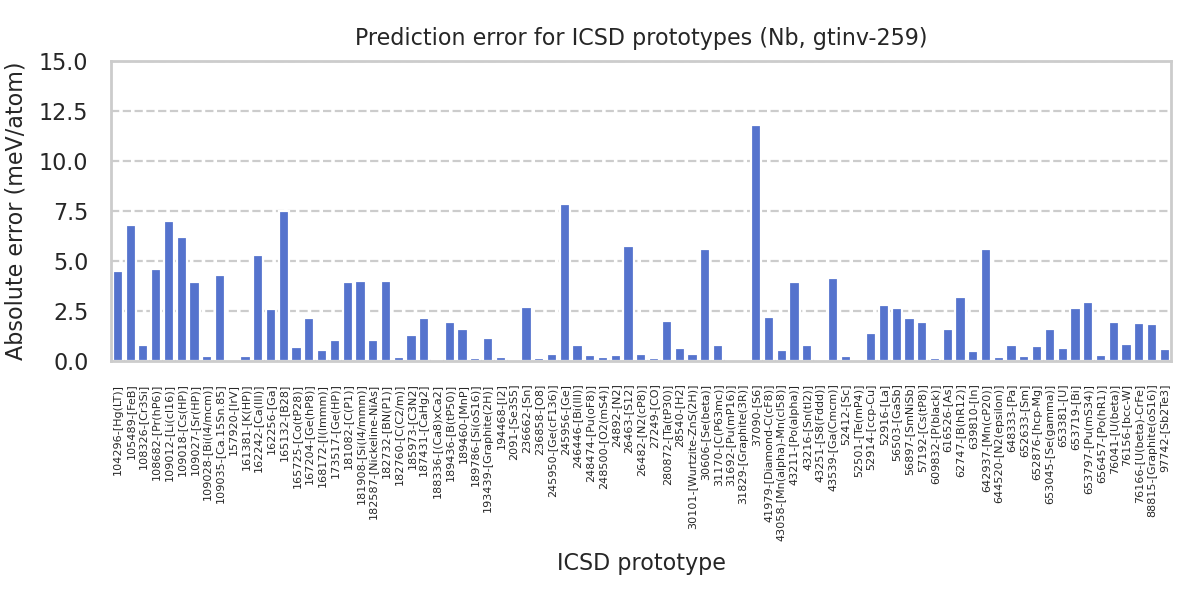 Prediction error for ICSD prototypes (Nb, gtinv-259)
Absolute error (meV/atom)
15.0
12.5
10.0
7.5
5.0
2.5
0.0
104296-[Hg(LT)]
105489-[FeB]
108326-[Cr3Si]
108682-[Pr(hP6)]
109012-[Li(cI16)]
109018-[Cs(HP)]
109027-[Sr(HP)]
109028-[Bi(I4/mcm)]
109035-[Ca.15Sn.85]
157920-[IrV]
161381-[K(HP)]
162242-[Ca(III)]
162256-[Ga]
165132-[B28]
165725-[Co(tP28)]
167204-[Ge(hP8)]
168172-[I(Immm)]
173517-[Ge(HP)]
181082-[C(P1)]
181908-[Si(I4/mmm)]
182587-[Nickeline-NiAs]
182732-[BN(P1)]
182760-[C(C2/m)]
185973-[C3N2]
187431-[CaHg2]
188336-[(Ca8)xCa2]
189436-[B(tP50)]
189460-[MnP]
189786-[Si(oS16)]
193439-[Graphite(2H)]
194468-[I2]
2091-[Se3S5]
236662-[Sn]
236858-[O8]
245950-[Ge(cF136)]
245956-[Ge]
246446-[Bi(III)]
248474-[Pu(oF8)]
248500-[O2(mS4)]
24892-[N2]
26463-[S12]
26482-[N2(cP8)]
27249-[CO]
280872-[Ta(tP30)]
28540-[H2]
30101-[Wurtzite-ZnS(2H)]
30606-[Se(beta)]
31170-[C(P63mc)]
31692-[Pu(mP16)]
31829-[Graphite(3R)]
37090-[S6]
41979-[Diamond-C(cF8)]
43058-[Mn(alpha)-Mn(cI58)]
43211-[Po(alpha)]
43216-[Sn(tI2)]
43251-[S8(Fddd)]
43539-[Ga(Cmcm)]
52412-[Sc]
52501-[Te(mP4)]
52914-[ccp-Cu]
52916-[La]
56503-[GaSb]
56897-[SmNiSb]
57192-[Cs(tP8)]
609832-[P(black)]
616526-[As]
62747-[B(hR12)]
639810-[In]
642937-[Mn(cP20)]
644520-[N2(epsilon)]
648333-[Pa]
652633-[Sm]
652876-[hcp-Mg]
653045-[Se(gamma)]
653381-[U]
653719-[Bi]
653797-[Pu(mS34)]
656457-[Po(hR1)]
76041-[U(beta)]
76156-[bcc-W]
76166-[U(beta)-CrFe]
88815-[Graphite(oS16)]
97742-[Sb2Te3]
ICSD prototype